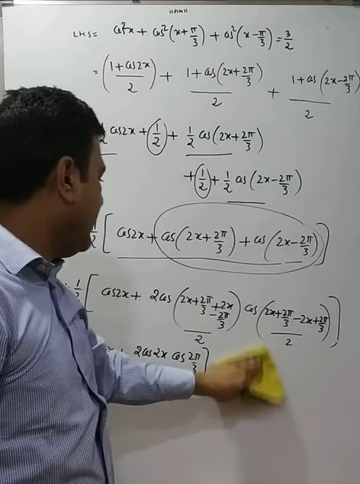 LHS = cos²x + cos²(x+π/3) + cos²(x-π/3) = 3/2
= (1+cos2x)/2 + 1+cos(2x+2π/3)/2 + 1+cos(2x-2π/3)/2
cos2x + (1/2) + 1/2 cos(2x+2π/3)
+ (1/2) + 1/2 cos(2x-2π/3)
[cos2x + cos(2x+2π/3) + cos(2x-2π/3)]
1/2 [cos2x + 2cos(2x+2π/3+2x-2π/3)/2 cos(2x+2π/3-2x+2π/3)/2]
+ 2cos2x cos 2π/3]